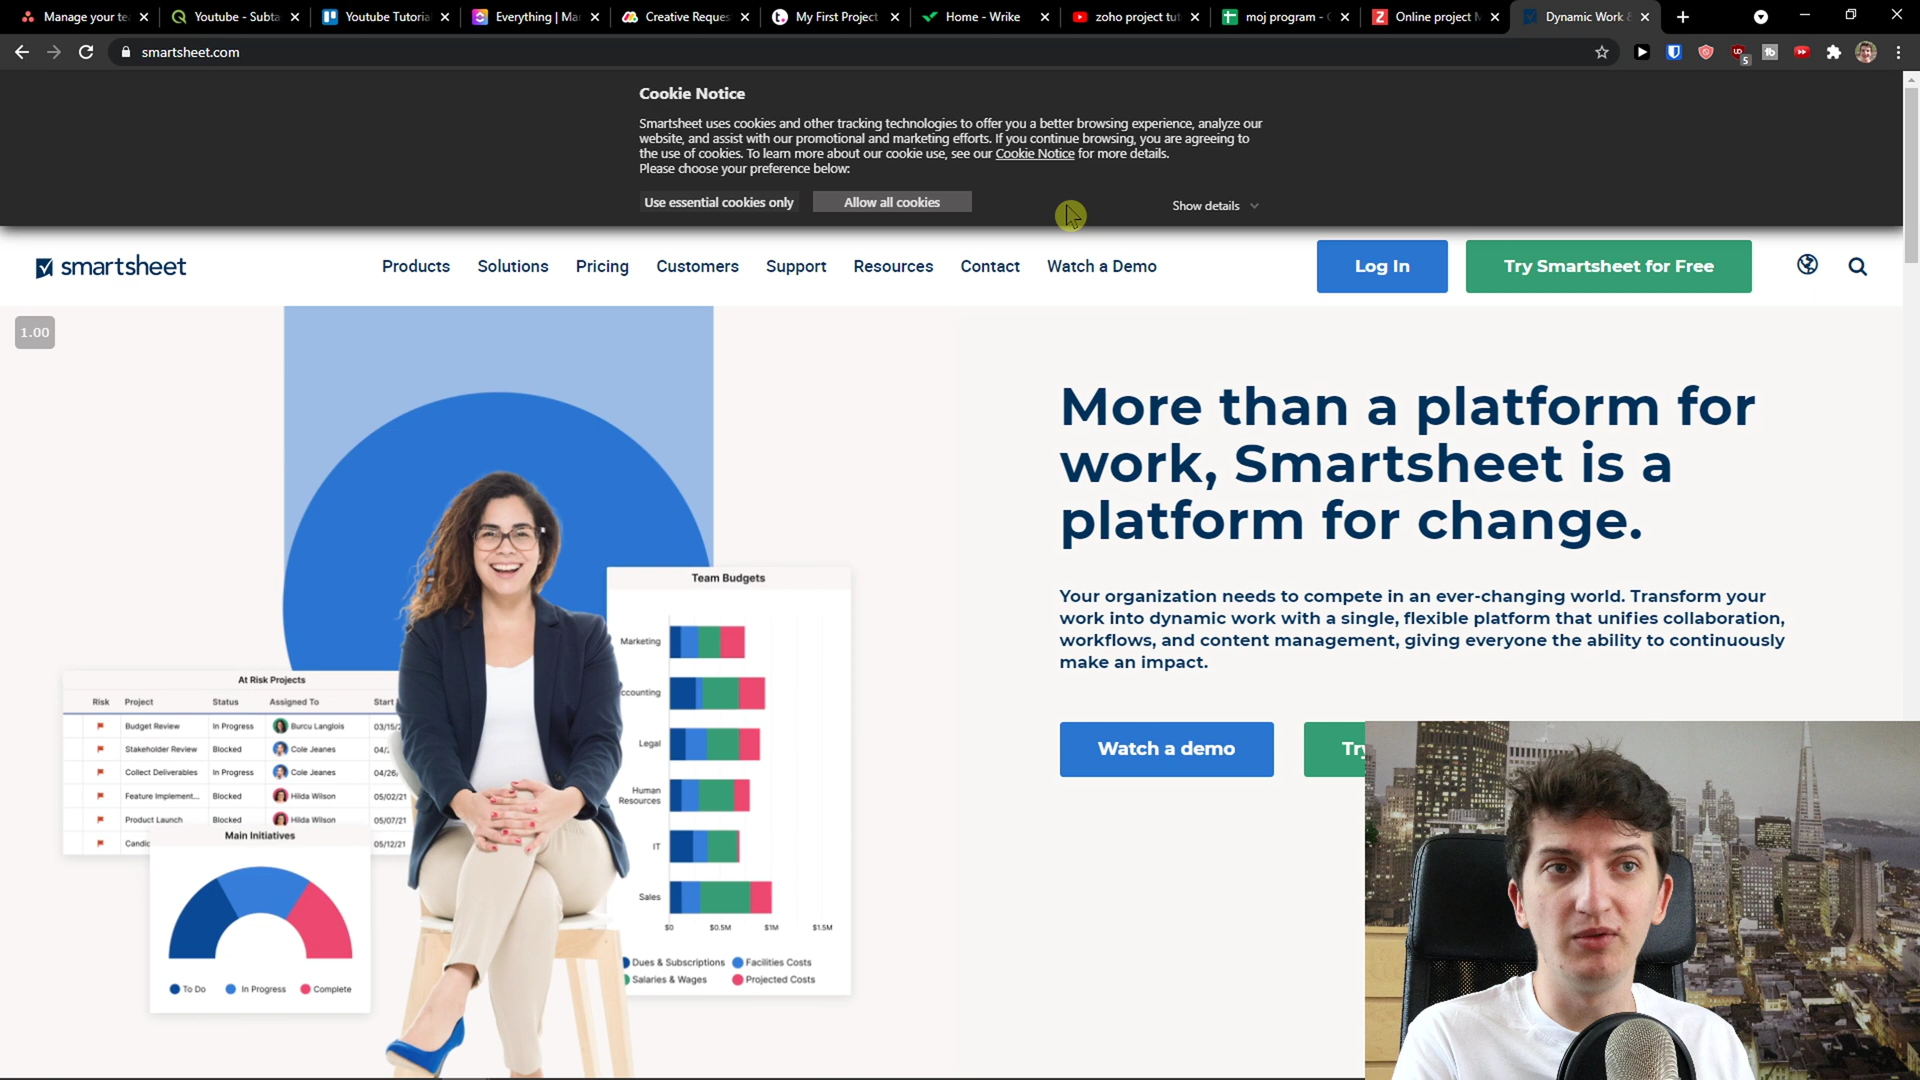 Manage your te
Youtube - Subta
Youtube Tutoria
Everything | Ma
Creative Reques
My First Project
Home - Wrike
zoho project tut
moj program -
Online project
Dynamic Work
smartsheet.com
5
Cookie Notice
Smartsheet uses cookies and other tracking technologies to offer you a better browsing experience, analyze our
website, and assist with our promotional and marketing efforts. If you continue browsing, you are agreeing to
the use of cookies. To learn more about our cookie use, see our Cookie Notice for more details.
Please choose your preference below:
Use essential cookies only
Allow all cookies
Show details
smartsheet
Products
Solutions
Pricing
Customers
Support
Resources
Contact
Watch a Demo
Log In
Try Smartsheet for Free
1.00
More than a platform for
work, Smartsheet is a
platform for change.
Your organization needs to compete in an ever-changing world. Transform your
work into dynamic work with a single, flexible platform that unifies collaboration,
workflows, and content management, giving everyone the ability to continuously
make an impact.
Watch a demo
Try
At Risk Projects
Risk Project Status Assigned To Start
Budget Review In Progress Burcu Langlois 03/15/2
Stakeholder Review Blocked Cole Jeanes 04/
Collect Deliverables In Progress Cole Jeanes 04/26/
Feature Implement... Blocked Hilda Wilson 05/02/21
Product Launch Blocked Hilda Wilson 05/07/21
Candic 05/12/21
Main Initiatives
To Do In Progress Complete
Team Budgets
Marketing
ccounting
Legal
Human
Resources
IT
Sales
$0 $0.5M $1M $1.5M
Dues & Subscriptions Facilities Costs
Salaries & Wages Projected Costs